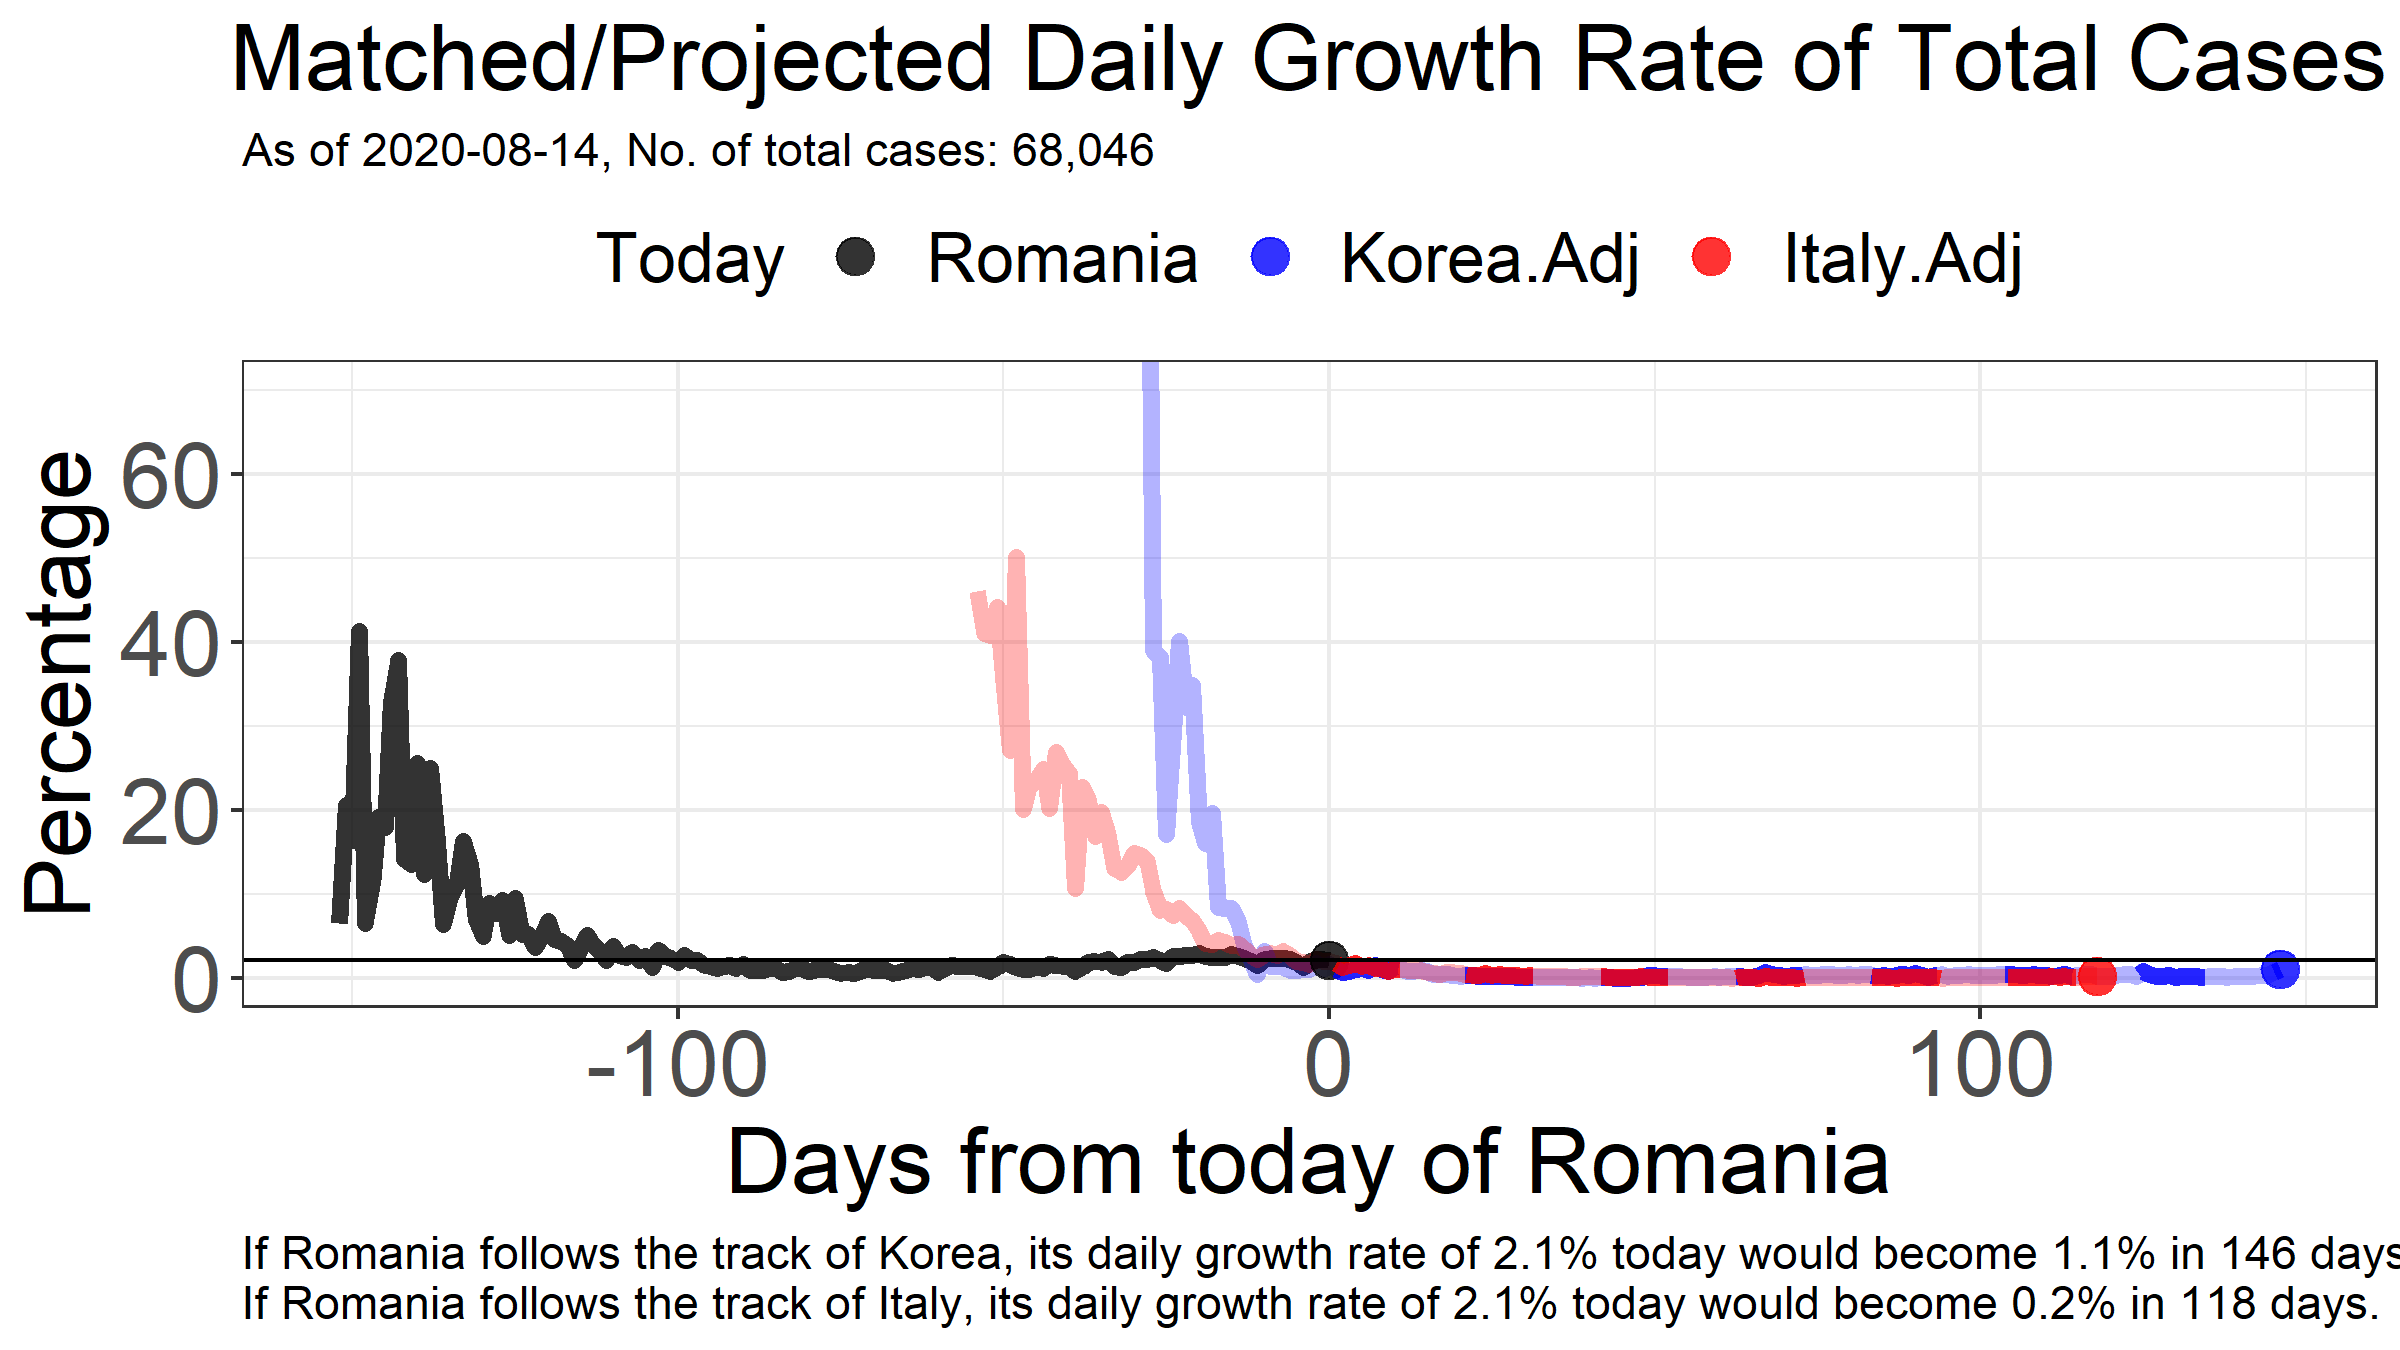 Matched/Projected Daily Growth Rate of Total Cases
As of 2020-08-14, No. of total cases: 68,046
Today Romania Korea.Adj Italy.Adj
Percentage
60
40
20
0
-100 0 100
Days from today of Romania
If Romania follows the track of Korea, its daily growth rate of 2.1% today would become 1.1% in 146 days
If Romania follows the track of Italy, its daily growth rate of 2.1% today would become 0.2% in 118 days.